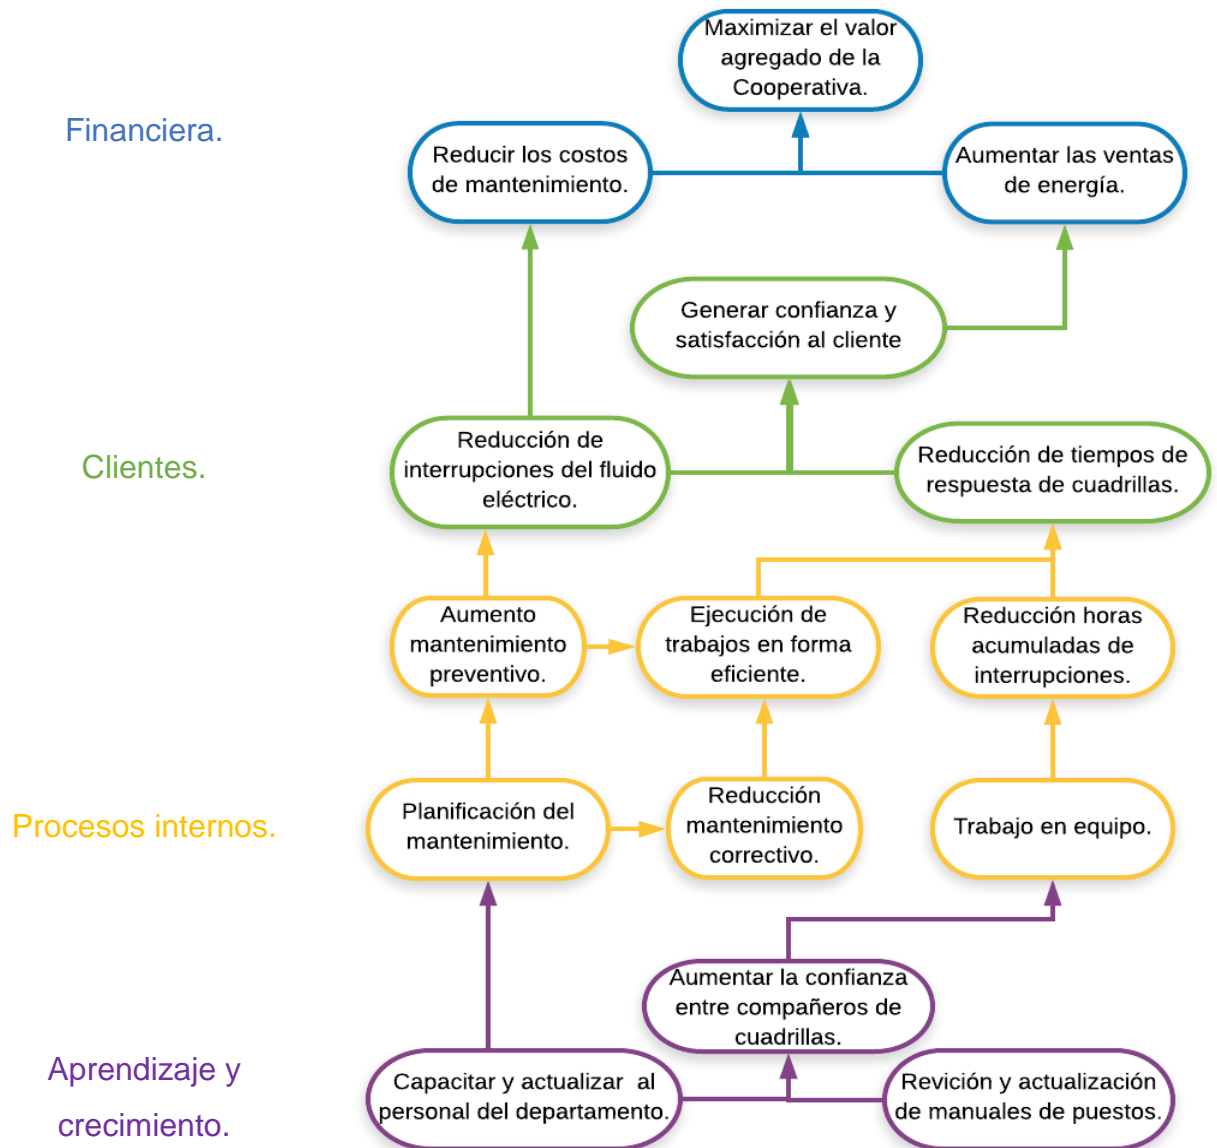 Maximizar el valor
agregado de la
Cooperativa.
Financiera.
Reducir los costos
de mantenimiento.
Aumentar las ventas
de energía.
Generar confianza y
satisfacción al cliente
Clientes.
Reducción de
interrupciones del fluido
eléctrico.
Reducción de tiempos de
respuesta de cuadrillas.
Aumento
mantenimiento
preventivo.
Ejecución de
trabajos en forma
eficiente.
Reducción horas
acumuladas de
interrupciones.
Procesos internos.
Planificación del
mantenimiento.
Reducción
mantenimiento
correctivo.
Trabajo en equipo.
Aumentar la confianza
entre compañeros de
cuadrillas.
Aprendizaje y
crecimiento.
Capacitar y actualizar al
personal del departamento.
Revición y actualización
de manuales de puestos.